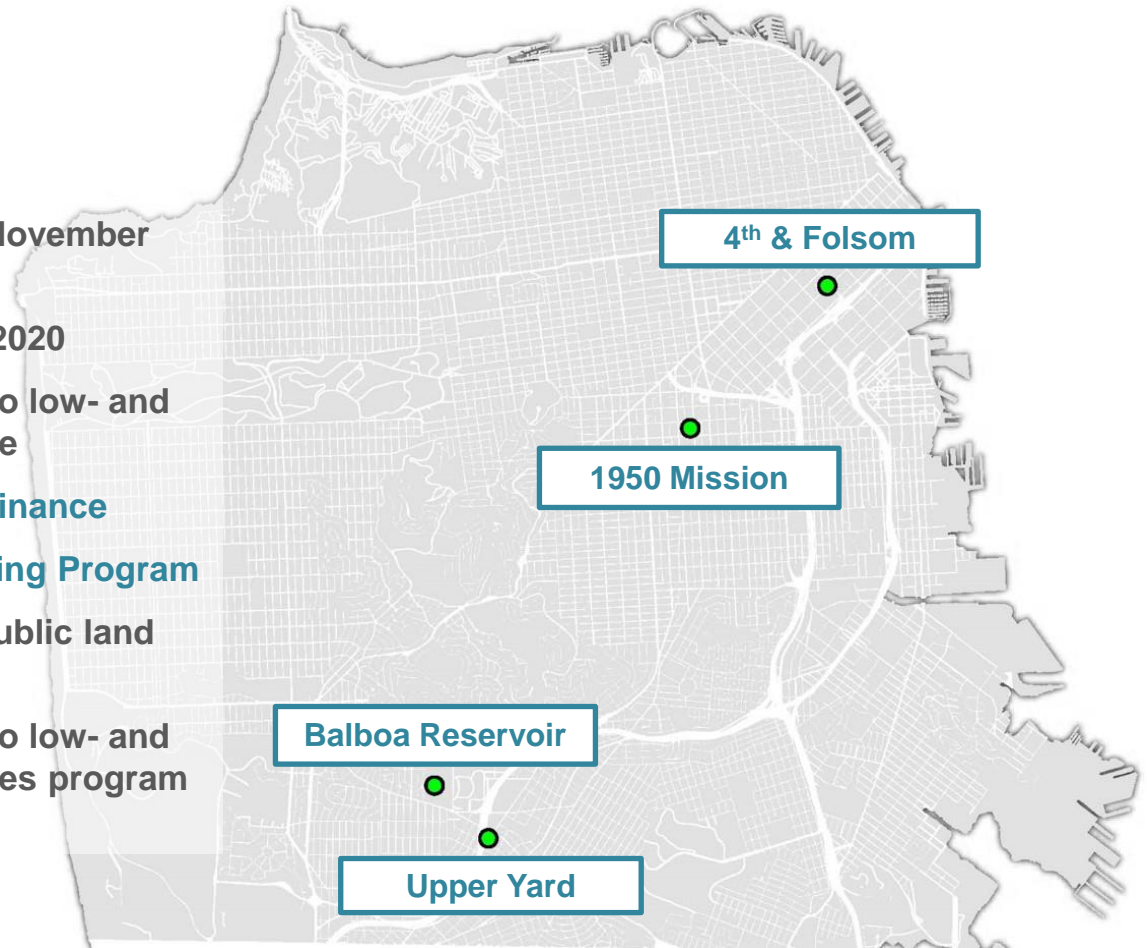 November
2020
o low- and
e
inance
ing Program
ublic land
o low- and
es program
4th & Folsom
1950 Mission
Balboa Reservoir
Upper Yard